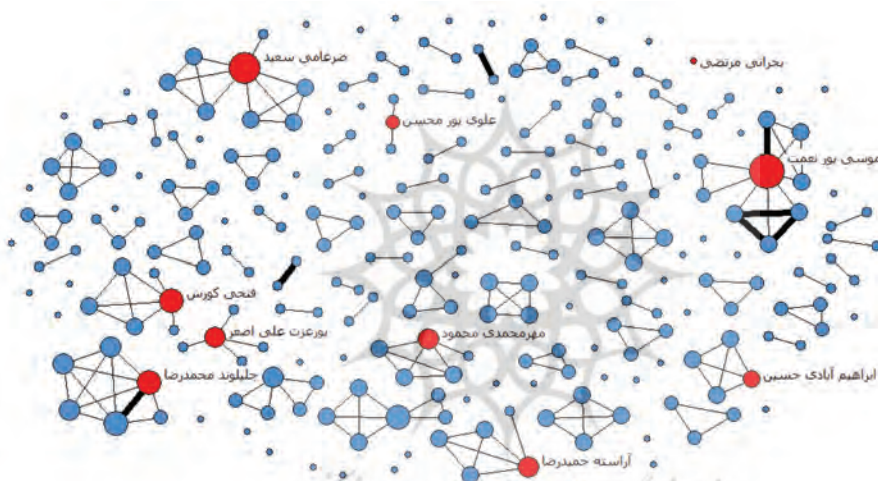 ضرغامی سعید
بحرانی مرتضی
علوی پور محسن
موسی پور نعمت
فتحی کورش
پورعزت علی اصغر
مهرمحمدی محمود
جلیلوند محمدرضا
ابراهیم آبادی حسین
آراسته حمیدرضا